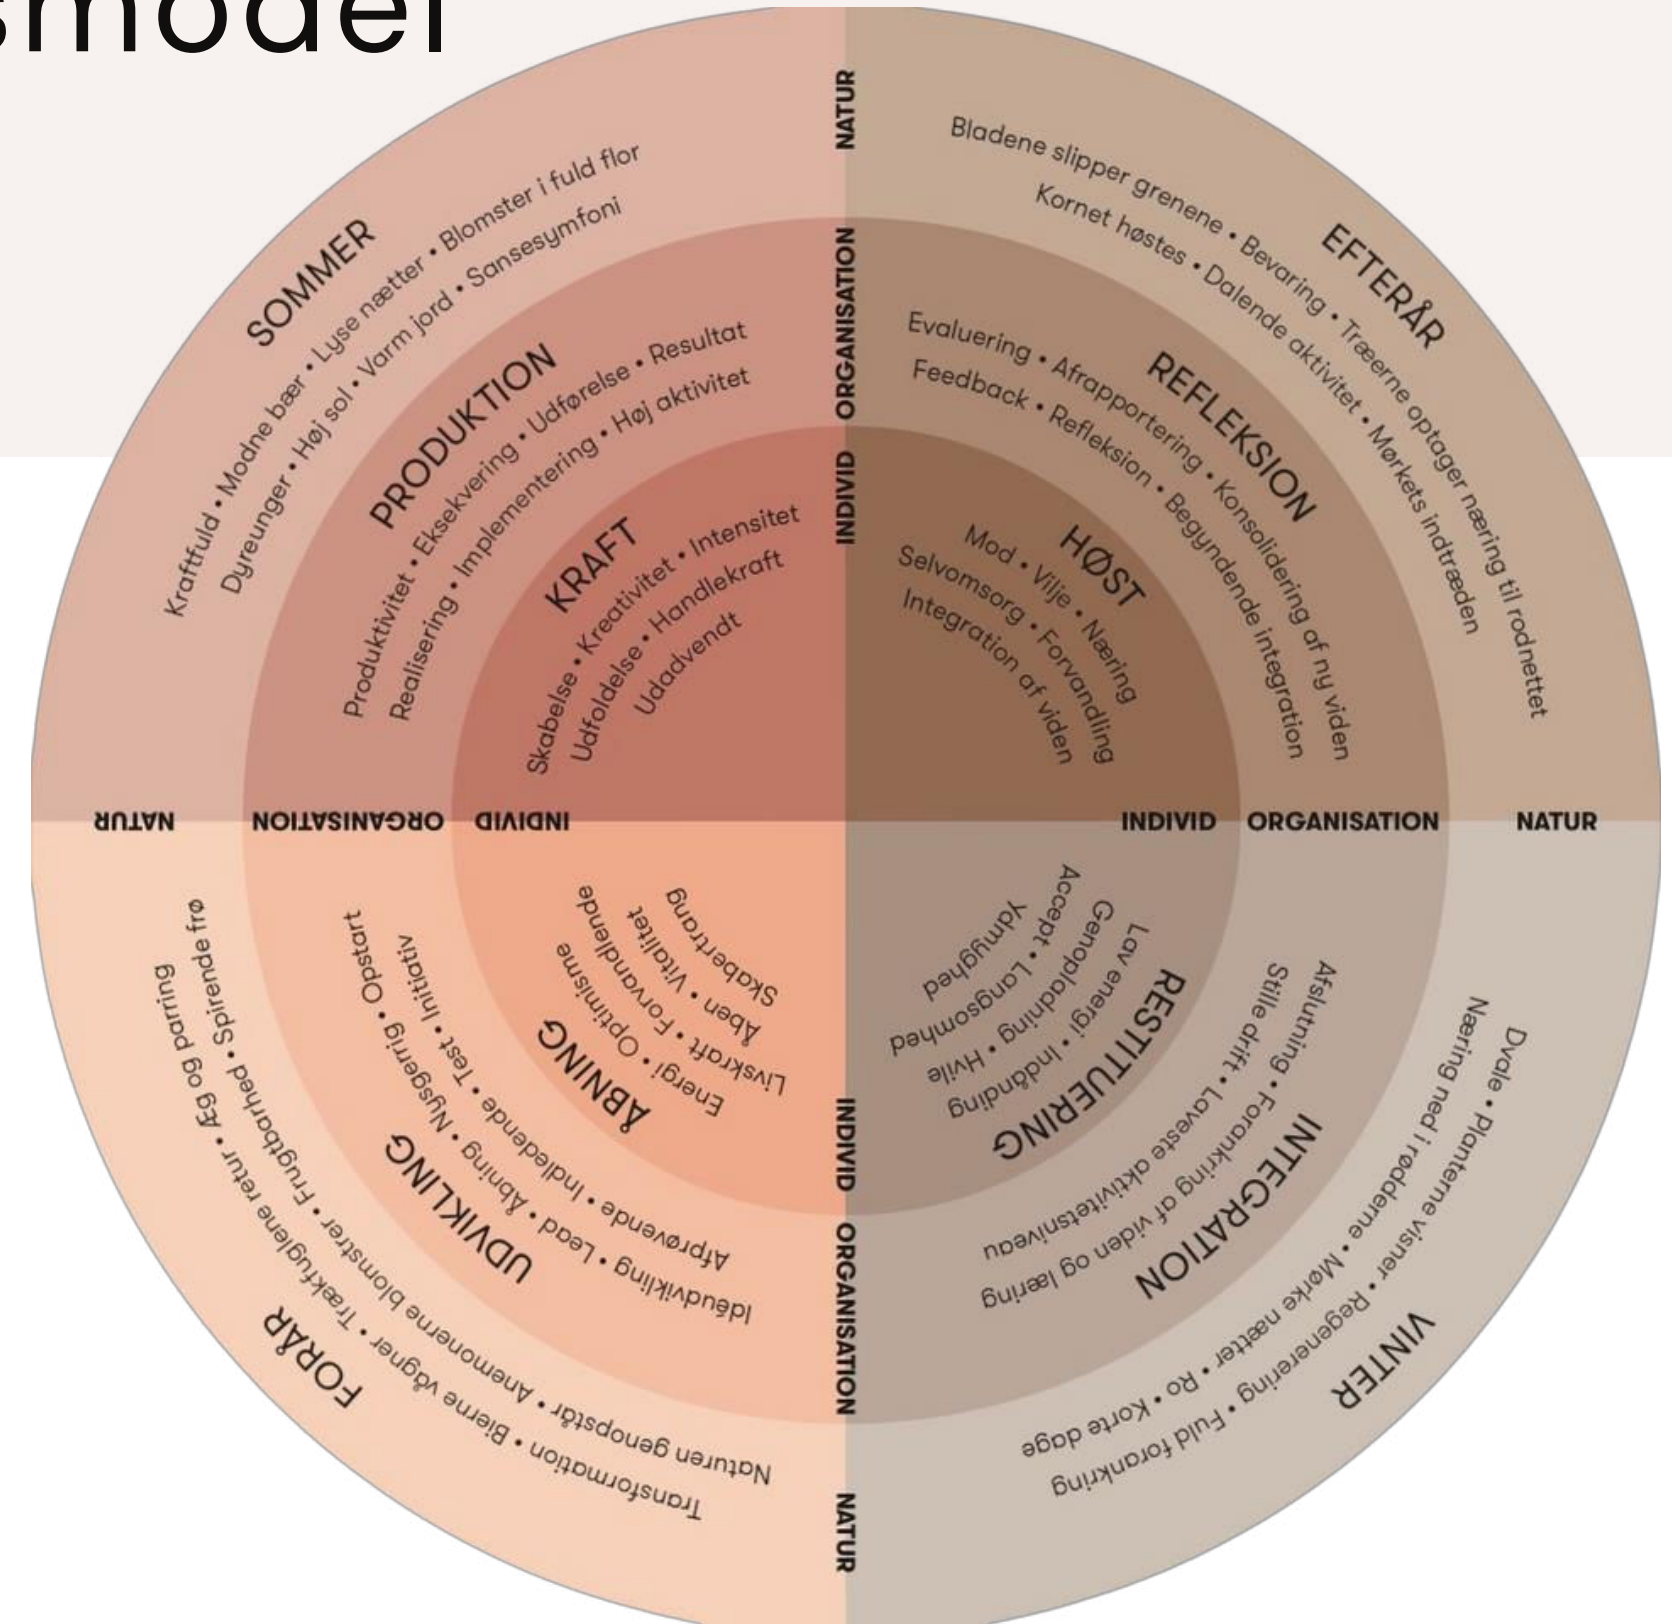 smodel
NATUR
ORGANISATION
INDIVID
SOMMER
Kraftfuld • Modne bær • Lyse nætter • Blomster i fuld flor
Dyreunger • Høj sol • Varm jord • Sansesymfoni
PRODUKTION
Produktivitet • Eksekvering • Udførelse • Resultat
Realisering • Implementering • Høj aktivitet
KRAFT
Skabelse • Kreativitet • Intensitet
Udfoldelse • Handlekraft
Udadvendt
EFTERÅR
Bladene slipper grenene • Bevaring • Træerne optager næring til rodnettet
Kornet høstes • Dalende aktivitet • Mørkets indtræden
REFLEKSION
Evaluering • Afrapportering • Konsolidering af ny viden
Feedback • Refleksion • Begyndende integration
HØST
Mod • Vilje • Næring
Selvomsorg • Forvandling
Integration af viden
INDIVID
ORGANISATION
NATUR
VINTER
Dvale • Planterne visner • Regenerering • Fuld forankring
Næring ned i rødderne • Mørke nætter • Ro • Korte dage
INTEGRATION
Afslutning • Forankring af viden og læring
Stille drift • Laveste aktivitetsniveau
RESTITUERING
Lav energi • Indånding
Genopladning • Hvile
Accept • Langsomhed
Ydmyghed
INDIVID
ORGANISATION
NATUR
FORÅR
Transformation • Bierne vågner • Trækfuglene retur • Æg og parring
Naturen genopstår • Anemonerne blomstrer • Frugtbarhed • Spirende frø
UDVIKLING
Idéudvikling • Lead • Åbning • Nysgerrig • Opstart
Afprøvende • Indledende • Test • Initiativ
ÅBNING
Energi • Optimisme
Livskraft • Forvandlende
Åben • Vitalitet
Skabertrang
INDIVID
ORGANISATION
NATUR